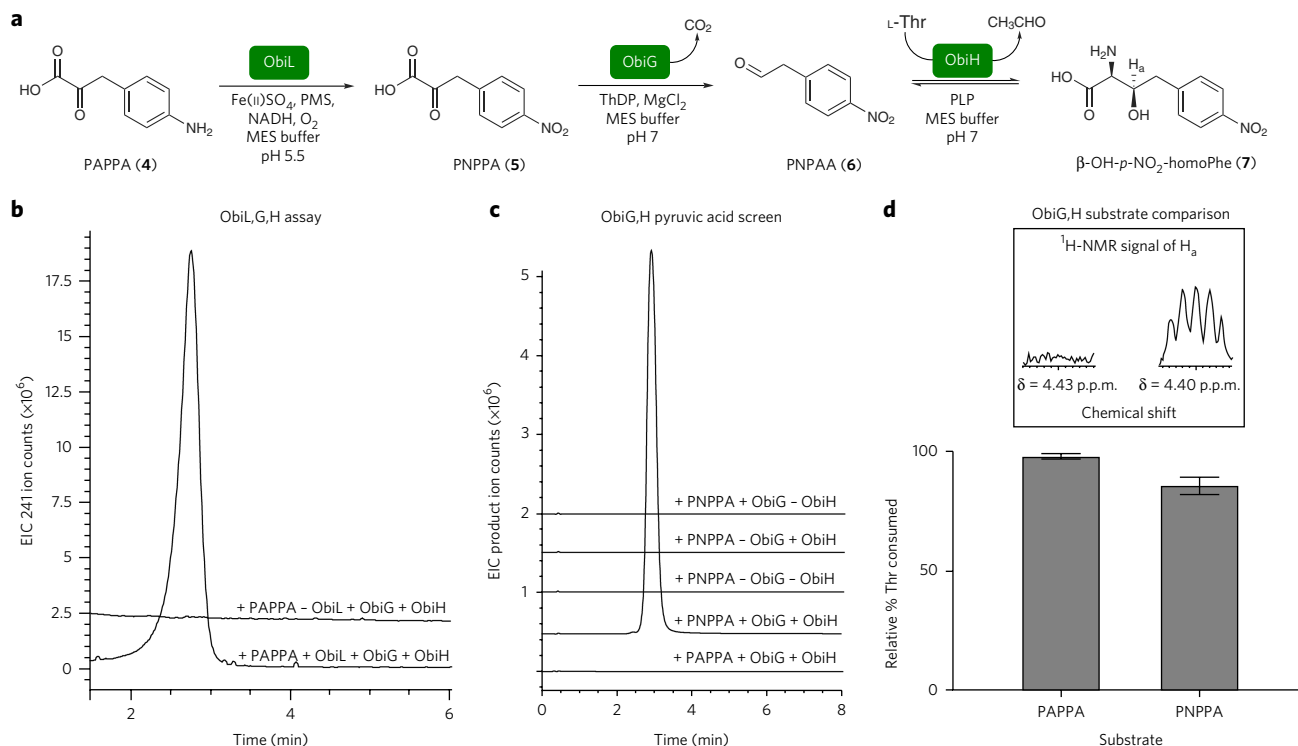 a
ObiL
Fe(II)SO₄, PMS,
NADH, O₂
MES buffer
pH 5.5
ObiG
CO₂
ThDP, MgCl₂
MES buffer
pH 7
L-Thr
CH₃CHO
ObiH
PLP
MES buffer
pH 7
O
HO
O
NH₂
O
HO
O
NO₂
O
NO₂
H₂N
Hₐ
HO
O
OH
NO₂
PAPPA (4)
PNPPA (5)
PNPAA (6)
β-OH-p-NO₂-homoPhe (7)
b
ObiL,G,H assay
EIC 241 ion counts (×10⁶)
17.5
15
12.5
10
7.5
5
2.5
0
+ PAPPA – ObiL + ObiG + ObiH
+ PAPPA + ObiL + ObiG + ObiH
2
4
6
Time (min)
c
ObiG,H pyruvic acid screen
EIC product ion counts (×10⁶)
5
4
3
2
1
+ PNPPA + ObiG – ObiH
+ PNPPA – ObiG + ObiH
+ PNPPA – ObiG – ObiH
+ PNPPA + ObiG + ObiH
+ PAPPA + ObiG + ObiH
0
2
4
6
8
Time (min)
d
ObiG,H substrate comparison
¹H-NMR signal of Hₐ
δ = 4.43 p.p.m.
δ = 4.40 p.p.m.
Chemical shift
Relative % Thr consumed
100
50
0
PAPPA
PNPPA
Substrate